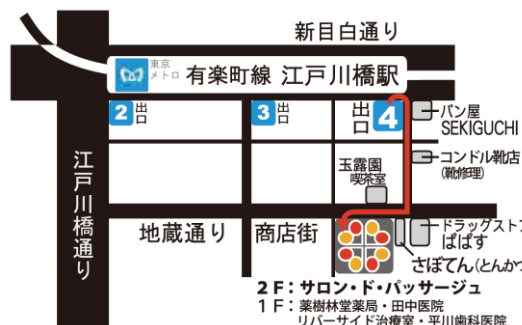 新目白通り
東京
メトロ
有楽町線 江戸川橋駅
2 出口
3 出口
出口 4
パン屋
SEKIGUCHI
コンドル靴店
(靴修理)
玉露園
喫茶室
江戸川橋通り
地蔵通り 商店街
ドラッグスト
ぱぱす
さぼてん(とんかつ
2F:サロン・ド・パッサージュ
1F:薬樹林堂薬局・田中医院
リバーサイド治療室・平川歯科医院